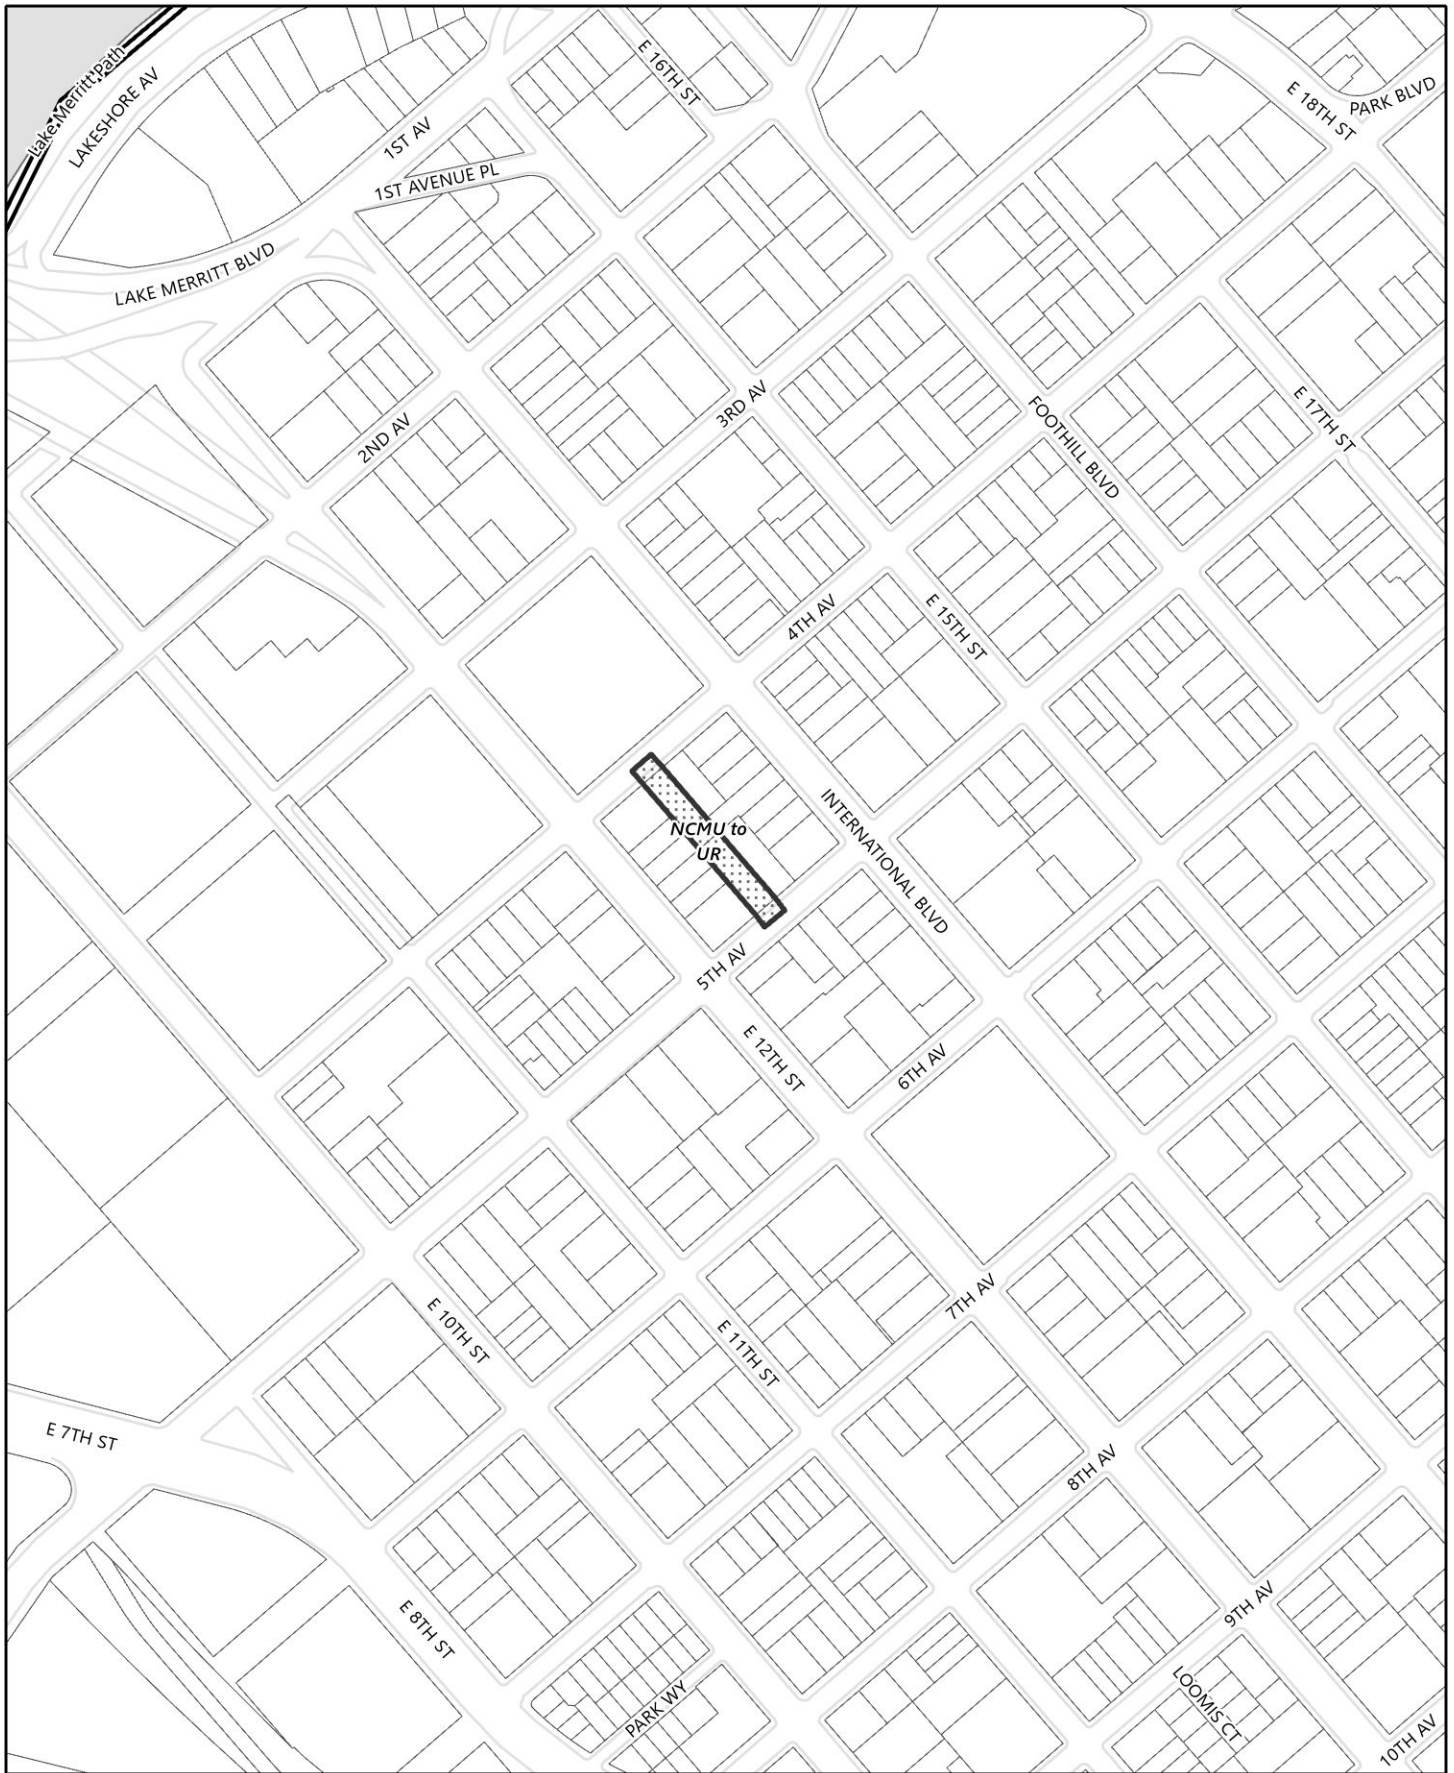 E 16TH ST
Lake Merritt Path
LAKESHORE AV
E 18TH ST
PARK BLVD
1ST AV
1ST AVENUE PL
LAKE MERRITT BLVD
3RD AV
2ND AV
FOOTHILL BLVD
E 17TH ST
4TH AV
E 15TH ST
NCMU to
UR
INTERNATIONAL BLVD
5TH AV
E 12TH ST
6TH AV
7TH AV
E 10TH ST
E 11TH ST
E 7TH ST
8TH AV
9TH AV
E 8TH ST
PARK WY
LOOMIS CT
10TH AV